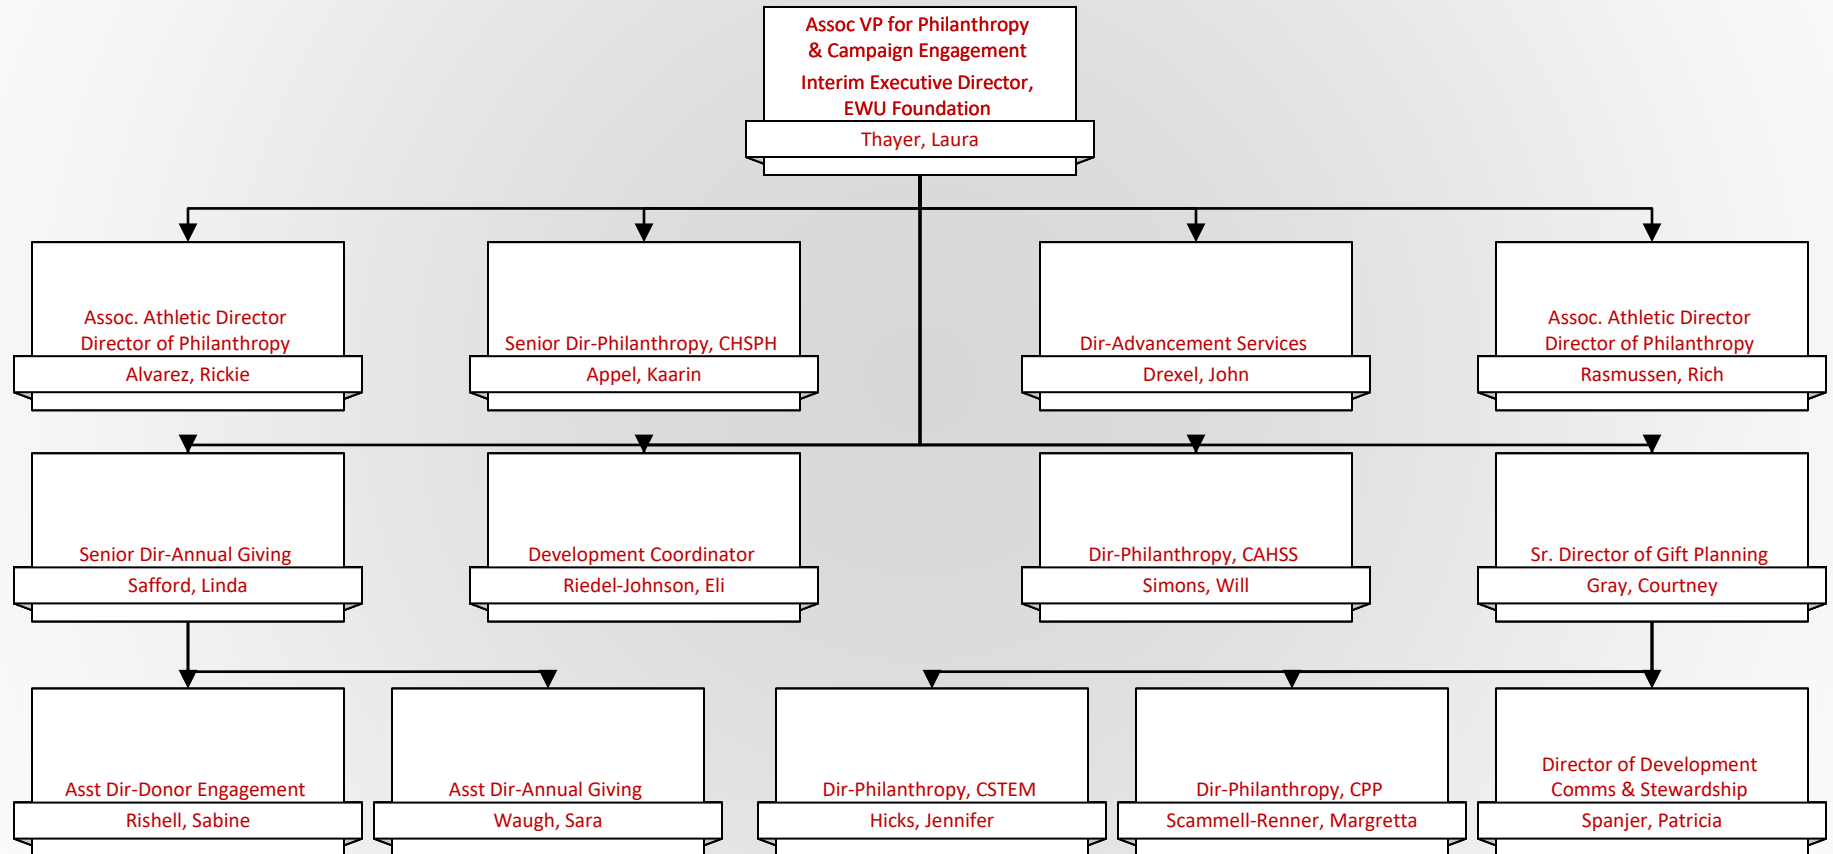 Assoc VP for Philanthropy
& Campaign Engagement
Interim Executive Director,
EWU Foundation
Thayer, Laura
Assoc. Athletic Director
Director of Philanthropy
Alvarez, Rickie
Senior Dir-Philanthropy, CHSPH
Appel, Kaarin
Dir-Advancement Services
Drexel, John
Assoc. Athletic Director
Director of Philanthropy
Rasmussen, Rich
Senior Dir-Annual Giving
Safford, Linda
Development Coordinator
Riedel-Johnson, Eli
Dir-Philanthropy, CAHSS
Simons, Will
Sr. Director of Gift Planning
Gray, Courtney
Asst Dir-Donor Engagement
Rishell, Sabine
Asst Dir-Annual Giving
Waugh, Sara
Dir-Philanthropy, CSTEM
Hicks, Jennifer
Dir-Philanthropy, CPP
Scammell-Renner, Margretta
Director of Development
Comms & Stewardship
Spanjer, Patricia